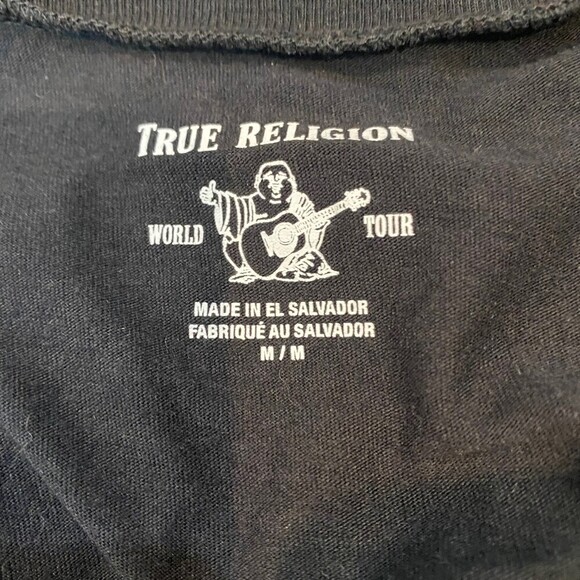 TRUE RELIGION
WORLD TOUR
MADE IN EL SALVADOR
FABRIQUÉ AU SALVADOR
M / M